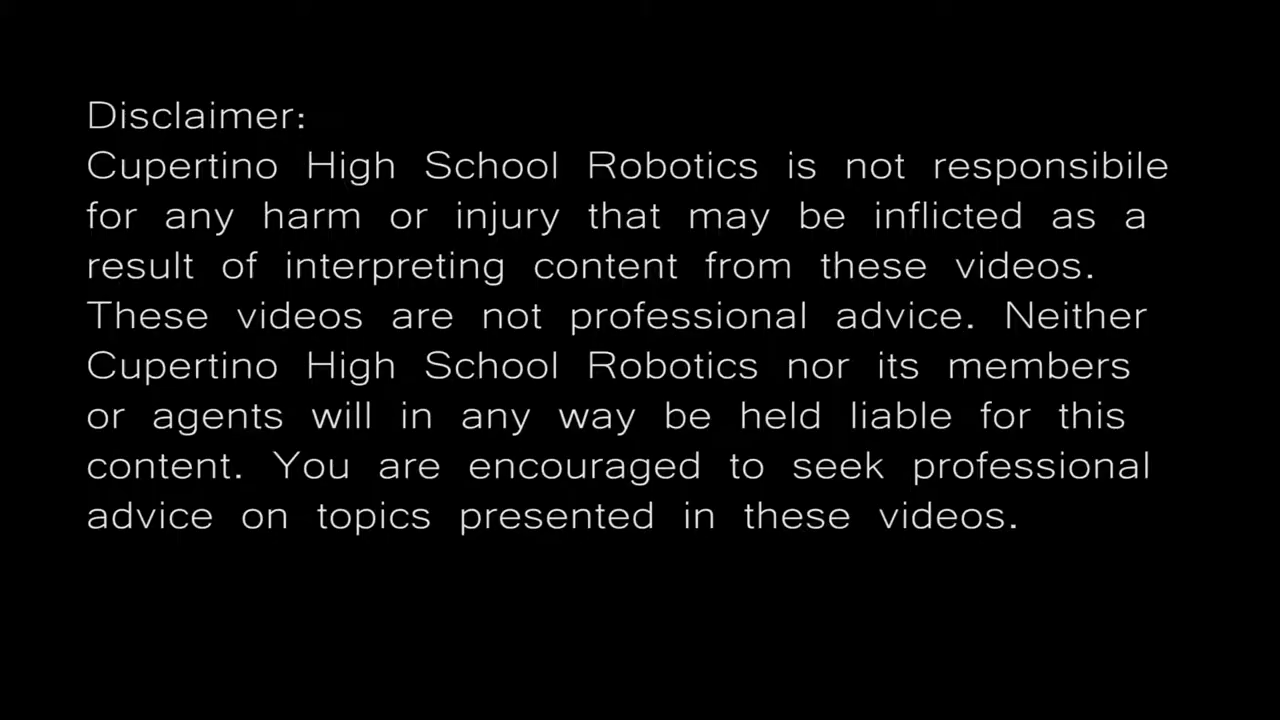 Disclaimer:
Cupertino High School Robotics is not responsibile
for any harm or injury that may be inflicted as a
result of interpreting content from these videos.
These videos are not professional advice. Neither
Cupertino High School Robotics nor its members
or agents will in any way be held liable for this
content. You are encouraged to seek professional
advice on topics presented in these videos.